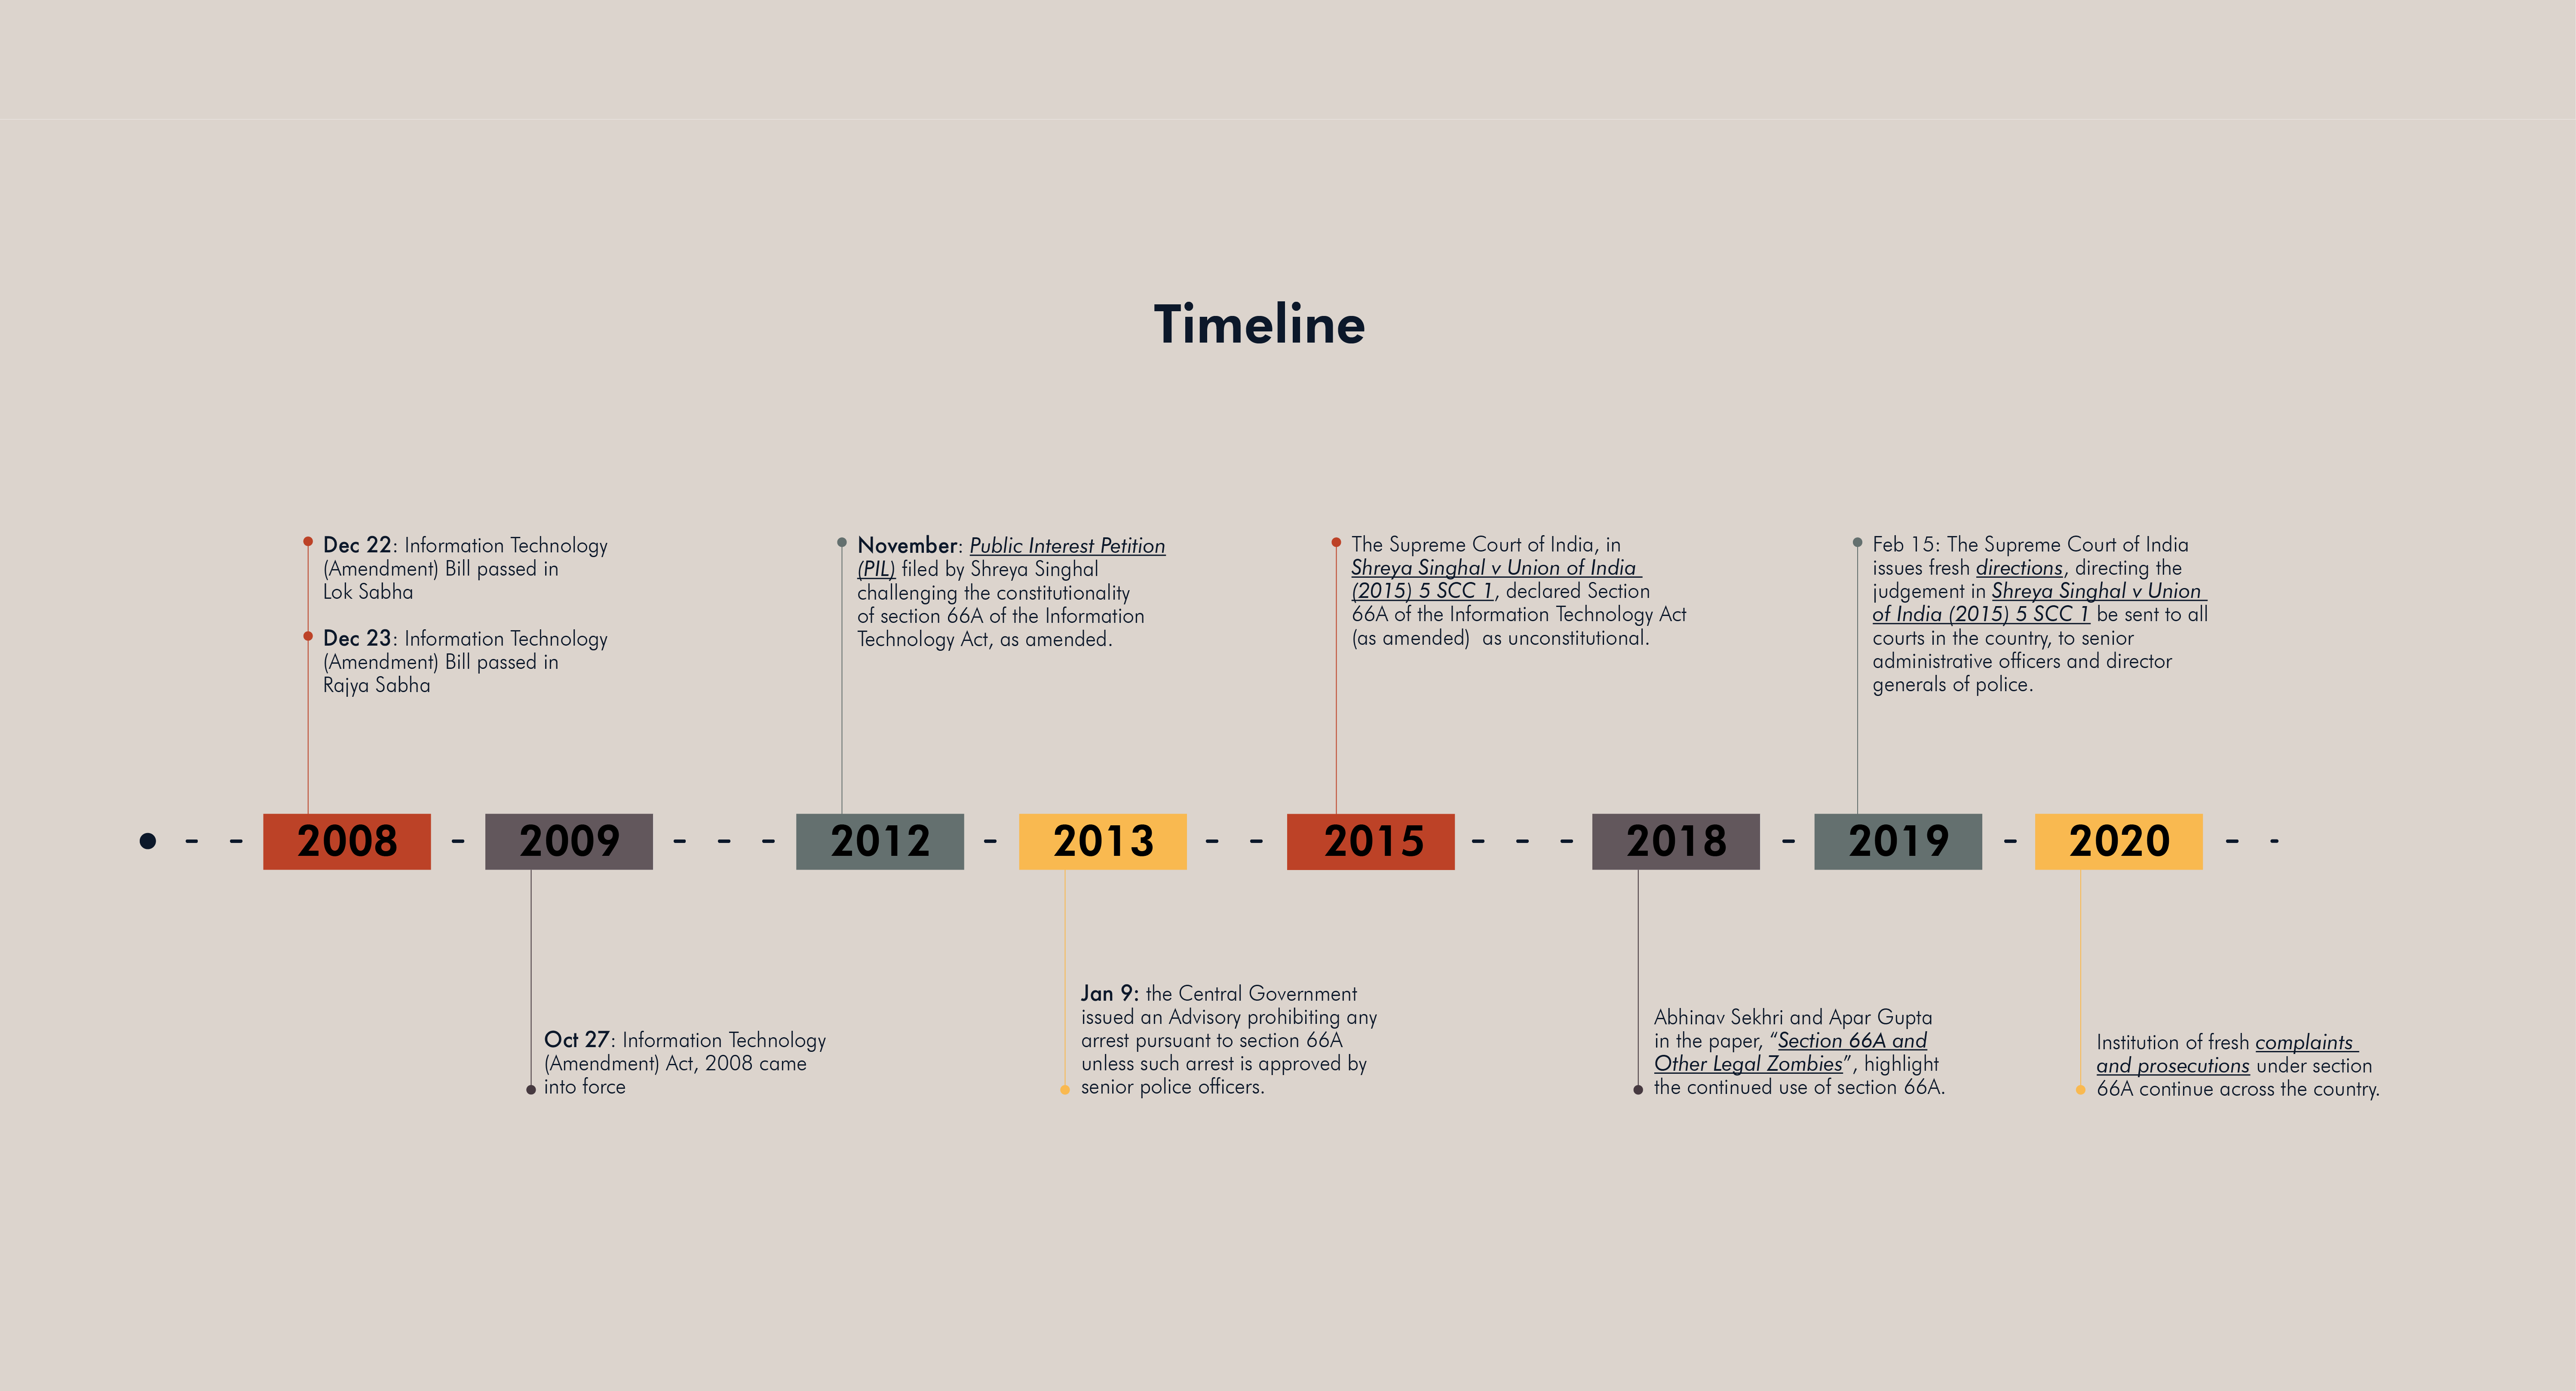 Timeline
Dec 22: Information Technology
(Amendment) Bill passed in
Lok Sabha
Dec 23: Information Technology
(Amendment) Bill passed in
Rajya Sabha
November: Public Interest Petition
(PIL) filed by Shreya Singhal
challenging the constitutionality
of section 66A of the Information
Technology Act, as amended.
The Supreme Court of India, in
Shreya Singhal v Union of India
(2015) 5 SCC 1, declared Section
66A of the Information Technology Act
(as amended)  as unconstitutional.
Feb 15: The Supreme Court of India
issues fresh directions, directing the
judgement in Shreya Singhal v Union
of India (2015) 5 SCC 1 be sent to all
courts in the country, to senior
administrative officers and director
generals of police.
2008
2009
2012
2013
2015
2018
2019
2020
Oct 27: Information Technology
(Amendment) Act, 2008 came
into force
Jan 9: the Central Government
issued an Advisory prohibiting any
arrest pursuant to section 66A
unless such arrest is approved by
senior police officers.
Abhinav Sekhri and Apar Gupta
in the paper, “Section 66A and
Other Legal Zombies”, highlight
the continued use of section 66A.
Institution of fresh complaints
and prosecutions under section
66A continue across the country.